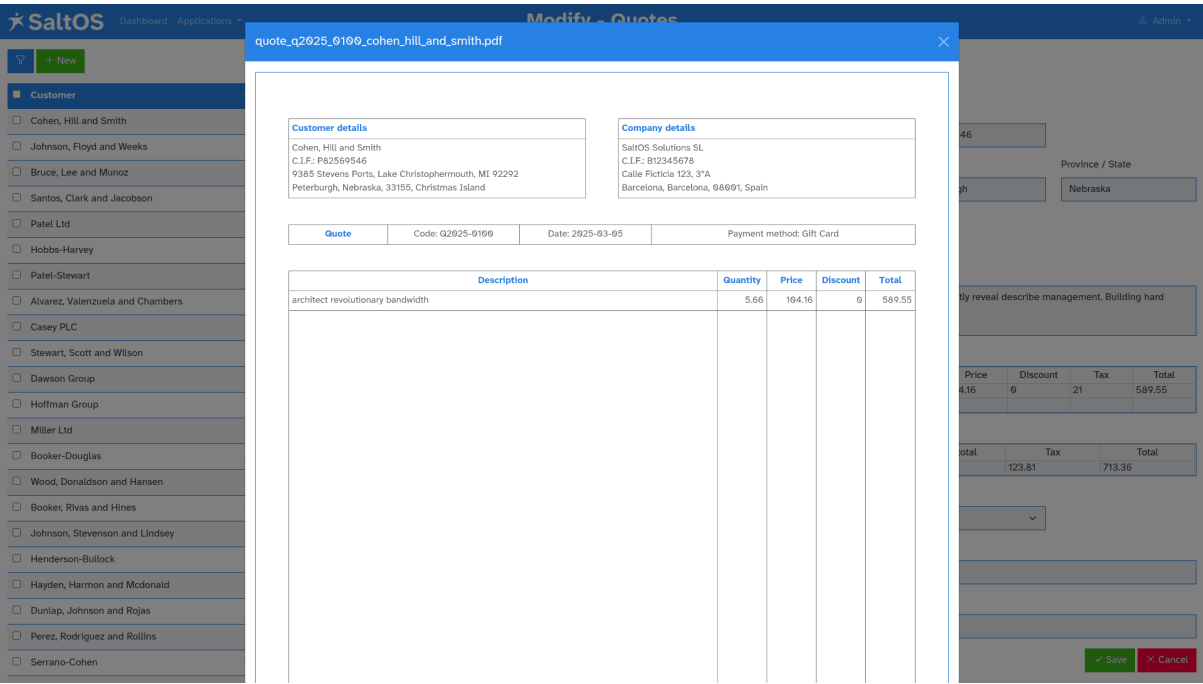 SaltOS Dashboard Applications Modify - Quotes Admin
quote_q2025_0100_cohen_hill_and_smith.pdf
+ New
Customer
Cohen, Hill and Smith
Johnson, Floyd and Weeks
Bruce, Lee and Munoz
Santos, Clark and Jacobson
Patel Ltd
Hobbs-Harvey
Patel-Stewart
Alvarez, Valenzuela and Chambers
Casey PLC
Stewart, Scott and Wilson
Dawson Group
Hoffman Group
Miller Ltd
Booker-Douglas
Wood, Donaldson and Hansen
Booker, Rivas and Hines
Johnson, Stevenson and Lindsey
Henderson-Bullock
Hayden, Harmon and Mcdonald
Dunlap, Johnson and Rojas
Perez, Rodriguez and Rollins
Serrano-Cohen
Customer details
Cohen, Hill and Smith
C.I.F.: P82569546
9385 Stevens Ports, Lake Christophermouth, MI 92292
Peterburgh, Nebraska, 33155, Christmas Island
Company details
SaltOS Solutions SL
C.I.F.: B12345678
Calle Ficticia 123, 3ºA
Barcelona, Barcelona, 08001, Spain
Quote Code: Q2025-0100 Date: 2025-03-05 Payment method: Gift Card
Description Quantity Price Discount Total
architect revolutionary bandwidth 5.66 104.16 0 589.55
46
Province / State
gh Nebraska
tly reveal describe management. Building hard
Price Discount Tax Total
4.16 0 21 589.55
total Tax Total
123.81 713.36
Save Cancel